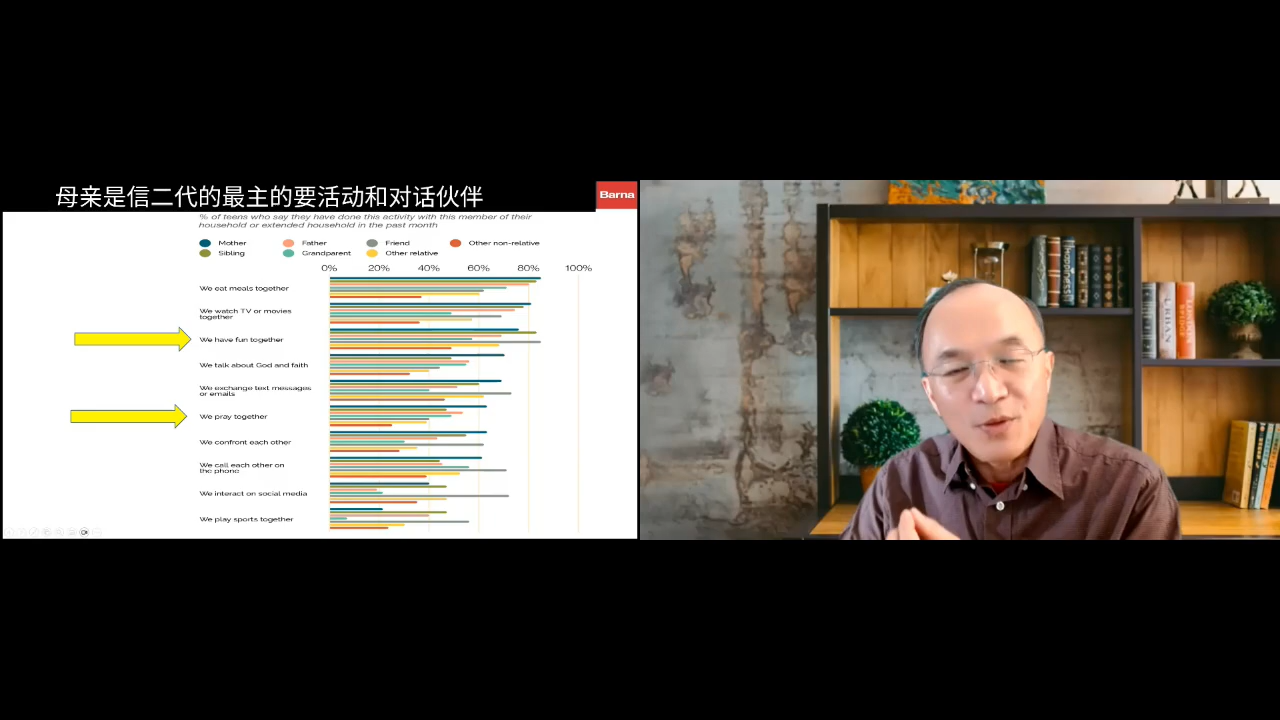 母亲是信二代的最主的要活动和对话伙伴
Barna
% of teens who say they have done this activity with this member of their
household or extended household in the past month
Mother
Father
Friend
Other non-relative
Sibling
Grandparent
Other relative
0%
20%
40%
60%
80%
100%
We eat meals together
We watch TV or movies
together
We have fun together
We talk about God and faith
We exchange text messages
or emails
We pray together
We confront each other
We call each other on
the phone
We interact on social media
We play sports together